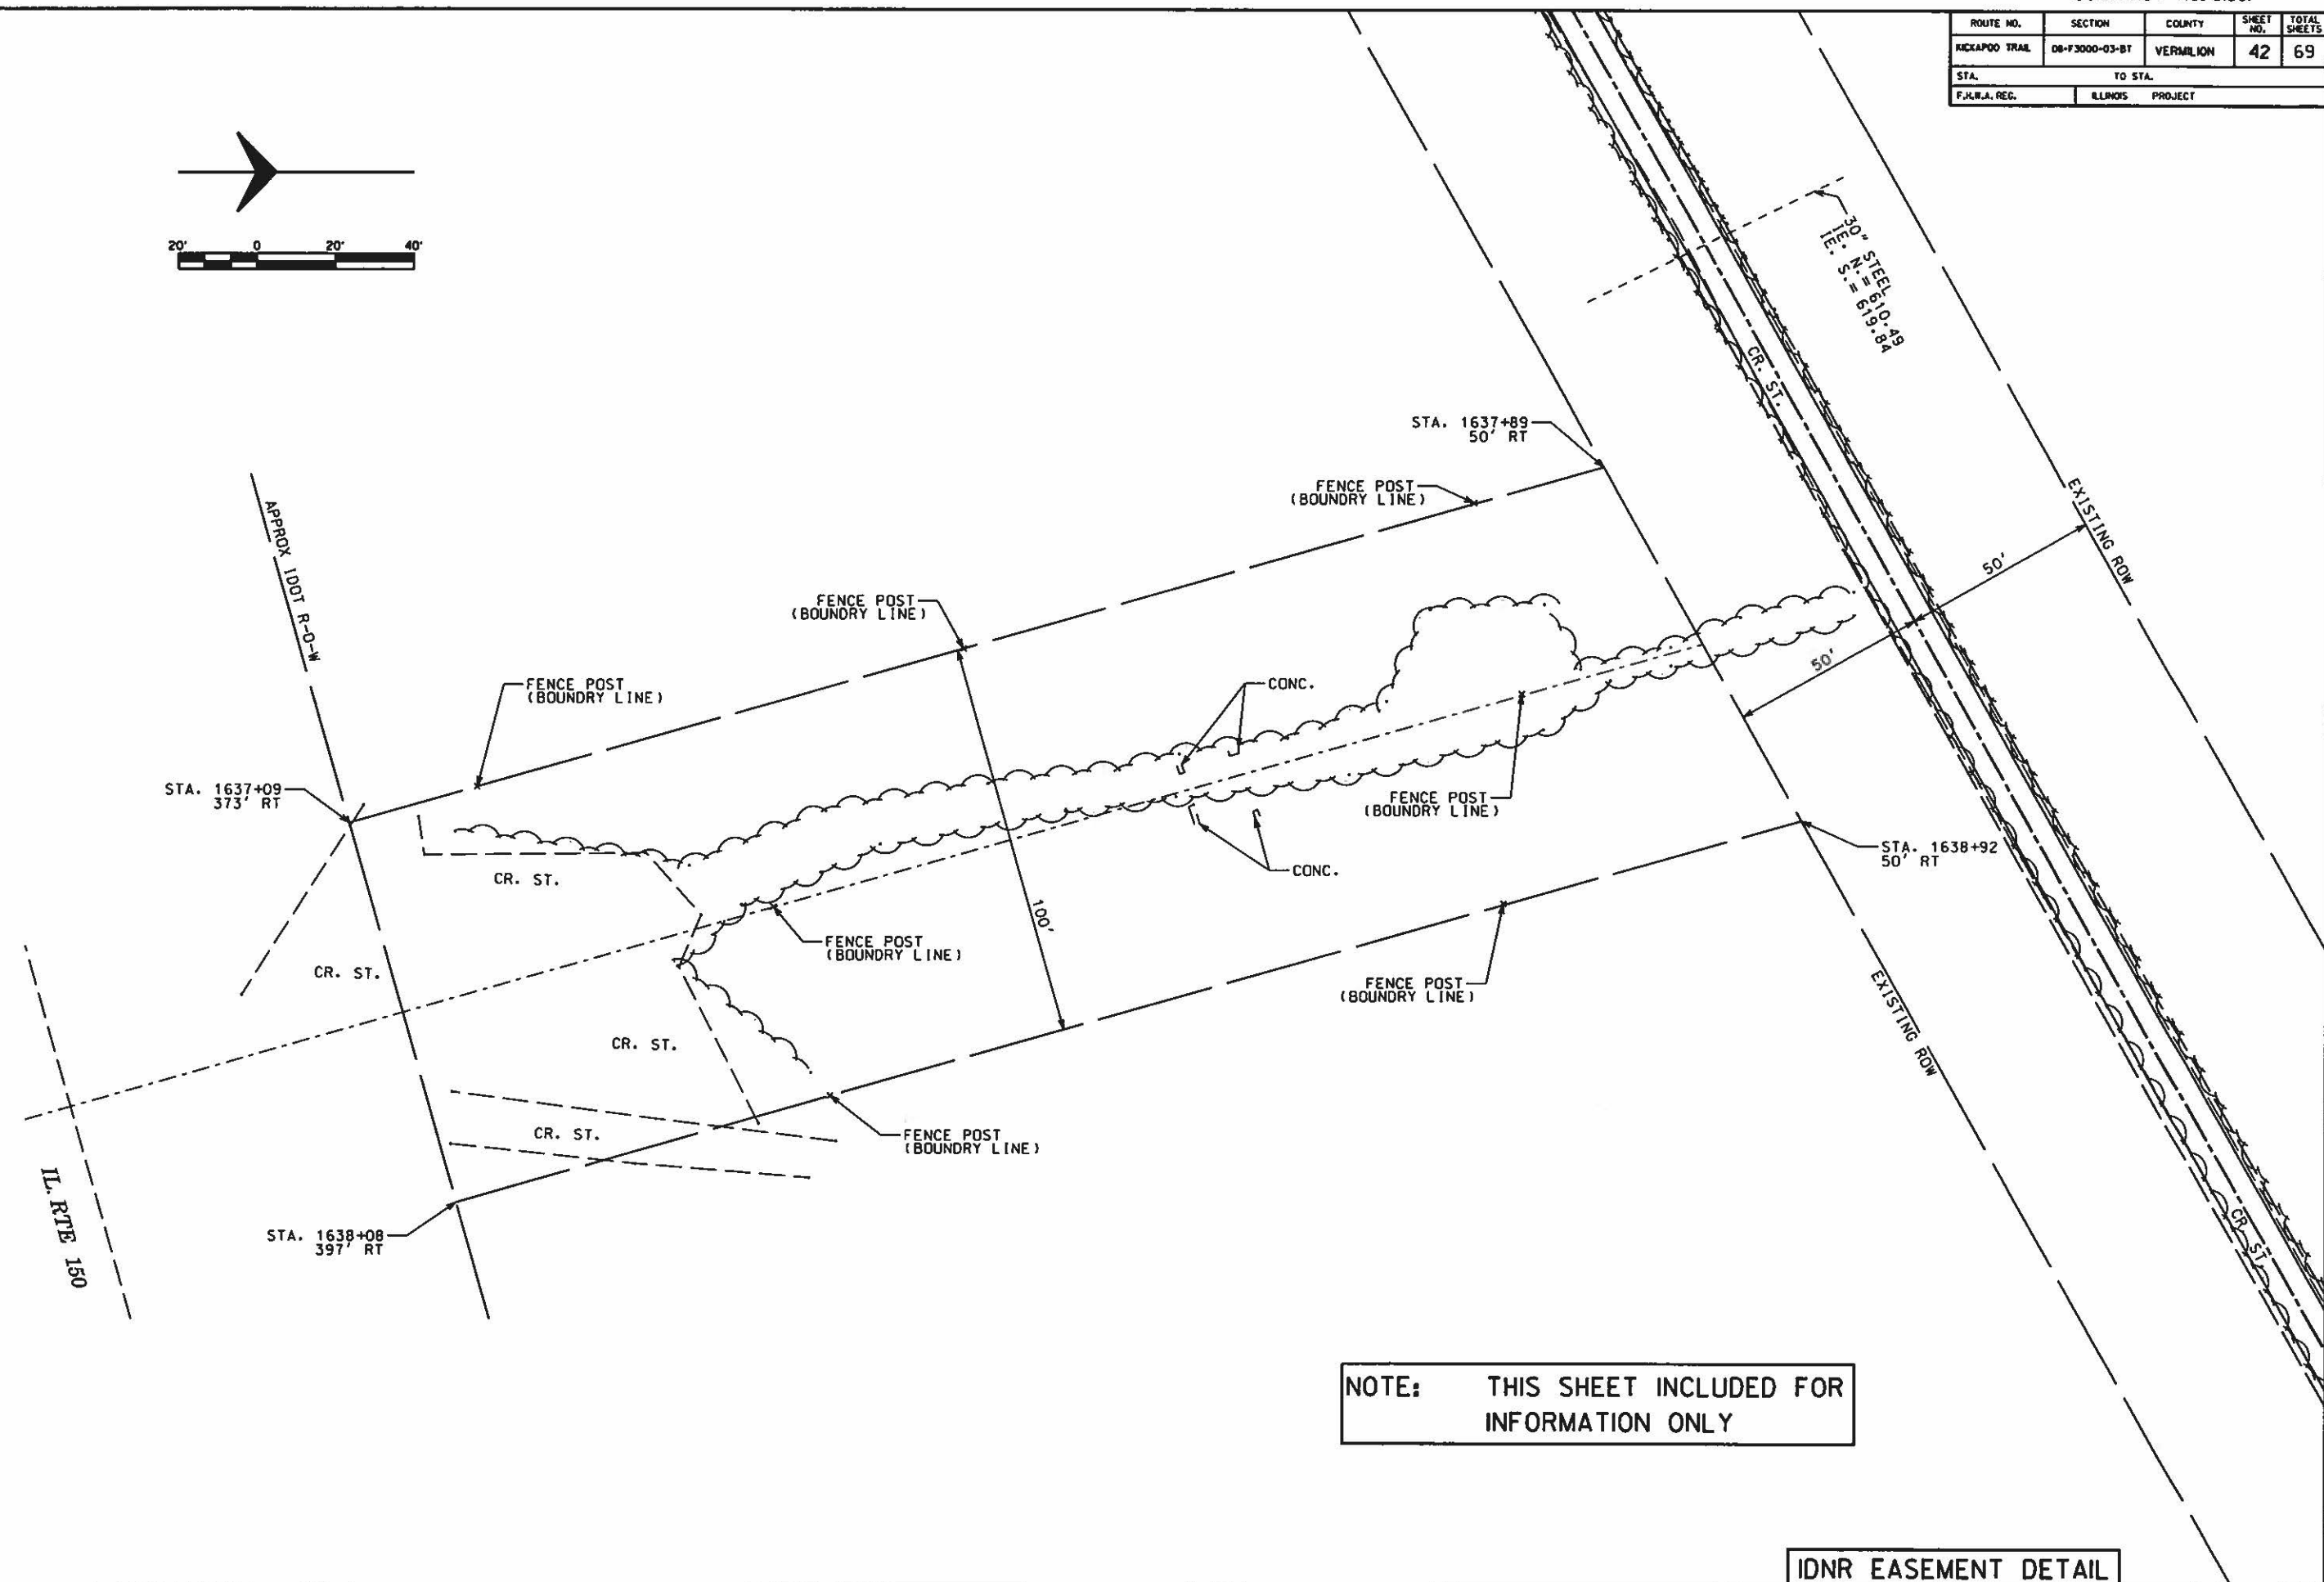 ROUTE NO. SECTION COUNTY SHEET NO. TOTAL SHEETS
KICKAPOO TRAIL 08-F3000-03-BT VERMILION 42 69
STA. TO STA.
F.H.W.A. REG. ILLINOIS PROJECT
20' 0 20' 40'
30" STEEL
IE. N. = 610.49
IE. S. = 619.84
CR. ST.
STA. 1637+89
50' RT
EXISTING ROW
FENCE POST
(BOUNDRY LINE)
APPROX IDOT R-O-W
50'
50'
FENCE POST
(BOUNDRY LINE)
FENCE POST
(BOUNDRY LINE)
CONC.
STA. 1637+09
373' RT
FENCE POST
(BOUNDRY LINE)
STA. 1638+92
50' RT
CONC.
CR. ST.
100'
FENCE POST
(BOUNDRY LINE)
CR. ST.
FENCE POST
(BOUNDRY LINE)
EXISTING ROW
CR. ST.
CR. ST.
FENCE POST
(BOUNDRY LINE)
IL. RTE 150
STA. 1638+08
397' RT
CR. ST.
NOTE: THIS SHEET INCLUDED FOR
INFORMATION ONLY
IDNR EASEMENT DETAIL